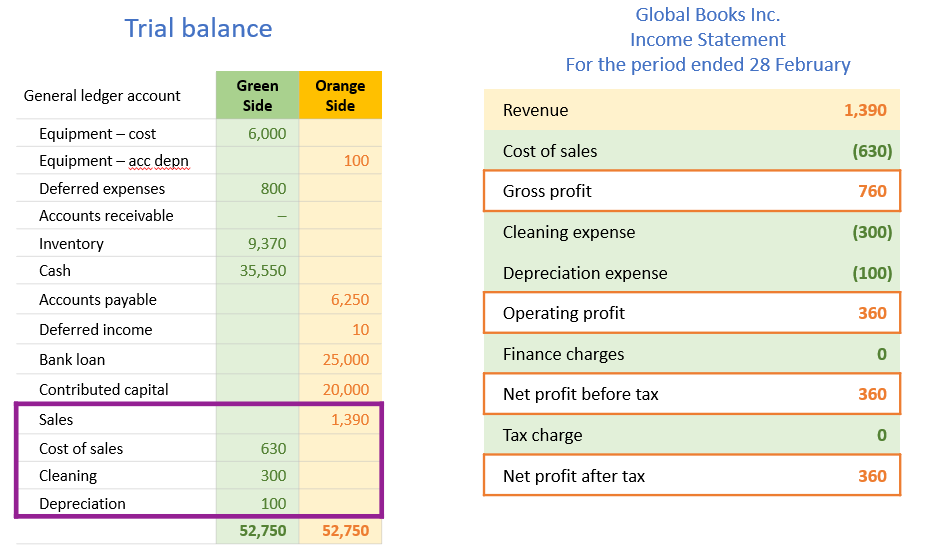 Trial balance
General ledger account Green Side Orange Side
Equipment – cost 6,000
Equipment – acc depn 100
Deferred expenses 800
Accounts receivable –
Inventory 9,370
Cash 35,550
Accounts payable 6,250
Deferred income 10
Bank loan 25,000
Contributed capital 20,000
Sales 1,390
Cost of sales 630
Cleaning 300
Depreciation 100
52,750 52,750
Global Books Inc.
Income Statement
For the period ended 28 February
Revenue 1,390
Cost of sales (630)
Gross profit 760
Cleaning expense (300)
Depreciation expense (100)
Operating profit 360
Finance charges 0
Net profit before tax 360
Tax charge 0
Net profit after tax 360